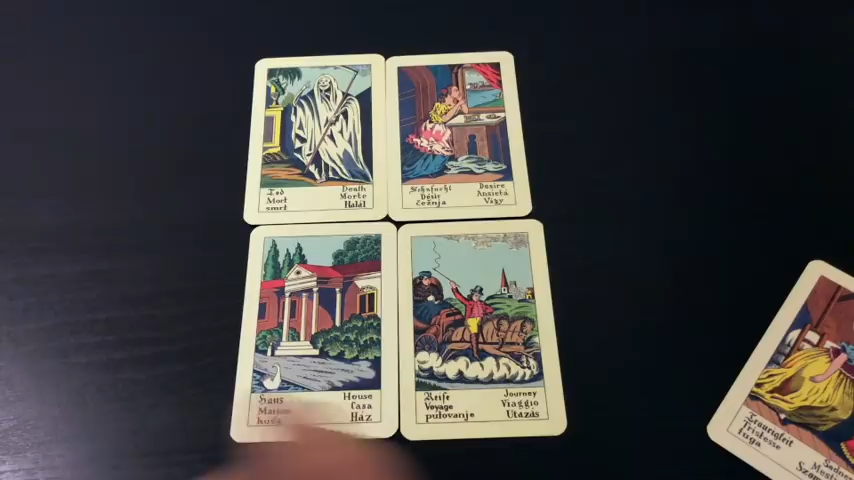 Tod
Mort
smrt
Death
Morte
Halál
Sehnsucht
Désir
čežnja
Desire
Ansietá
Vágy
Haus
Maison
House
Casa
Ház
Reise
Voyage
putovanje
Journey
Viaggio
Utazás
Traurigkeit
Tristesse
tuga